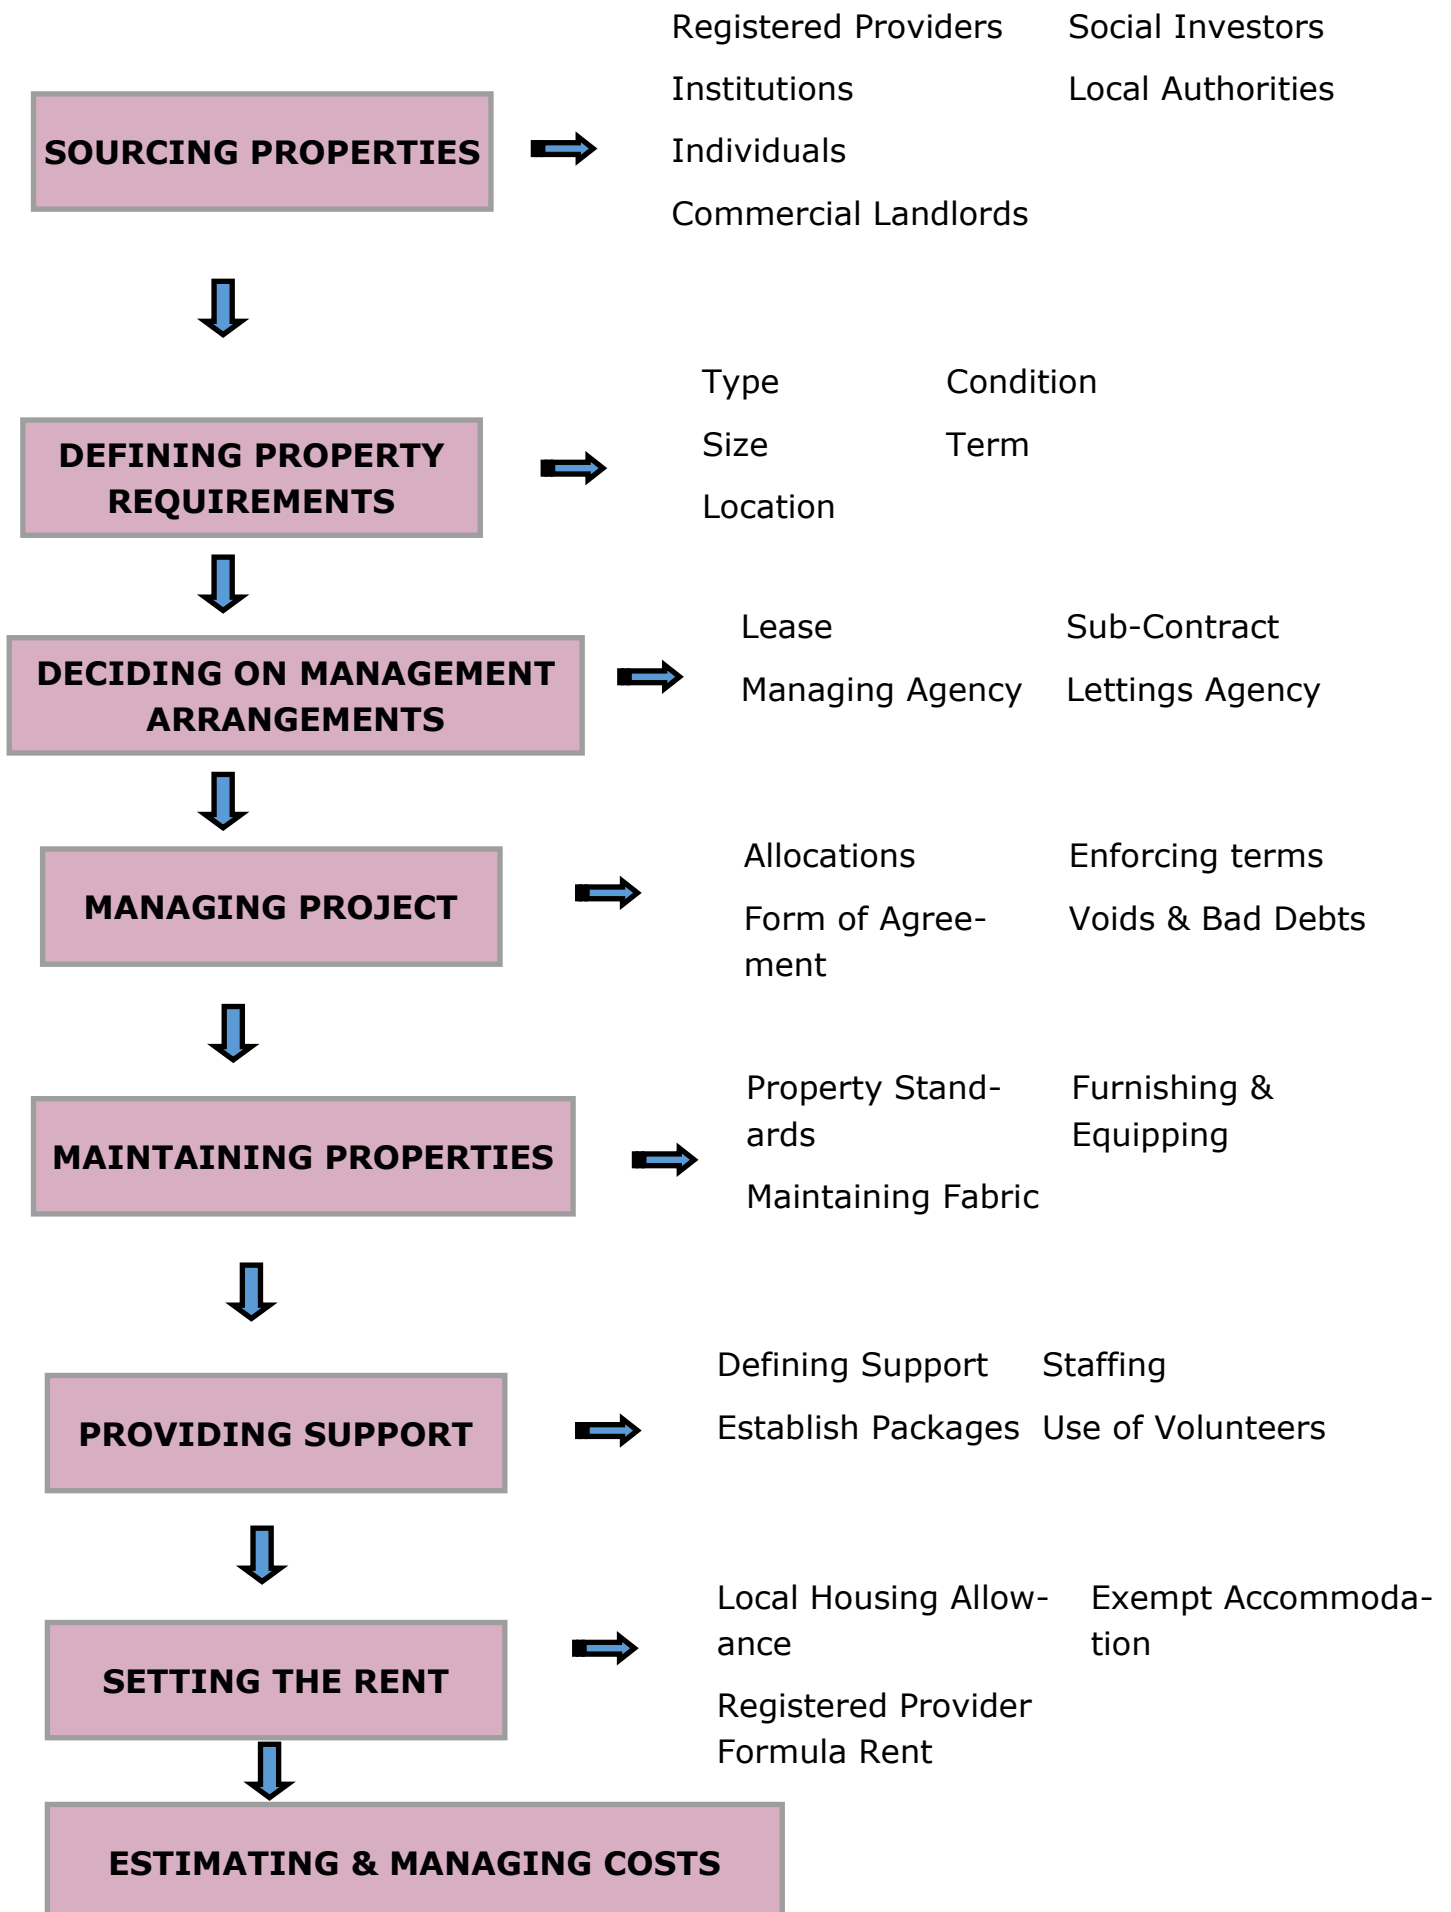 Registered Providers
Institutions
Individuals
Commercial Landlords
Social Investors
Local Authorities
SOURCING PROPERTIES
Type
Size
Location
Condition
Term
DEFINING PROPERTY
REQUIREMENTS
Lease
Managing Agency
Sub-Contract
Lettings Agency
DECIDING ON MANAGEMENT
ARRANGEMENTS
Allocations
Form of Agree-
ment
Enforcing terms
Voids & Bad Debts
MANAGING PROJECT
Property Stand-
ards
Maintaining Fabric
Furnishing &
Equipping
MAINTAINING PROPERTIES
Defining Support
Establish Packages
Staffing
Use of Volunteers
PROVIDING SUPPORT
Local Housing Allow-
ance
Registered Provider
Formula Rent
Exempt Accommoda-
tion
SETTING THE RENT
ESTIMATING & MANAGING COSTS